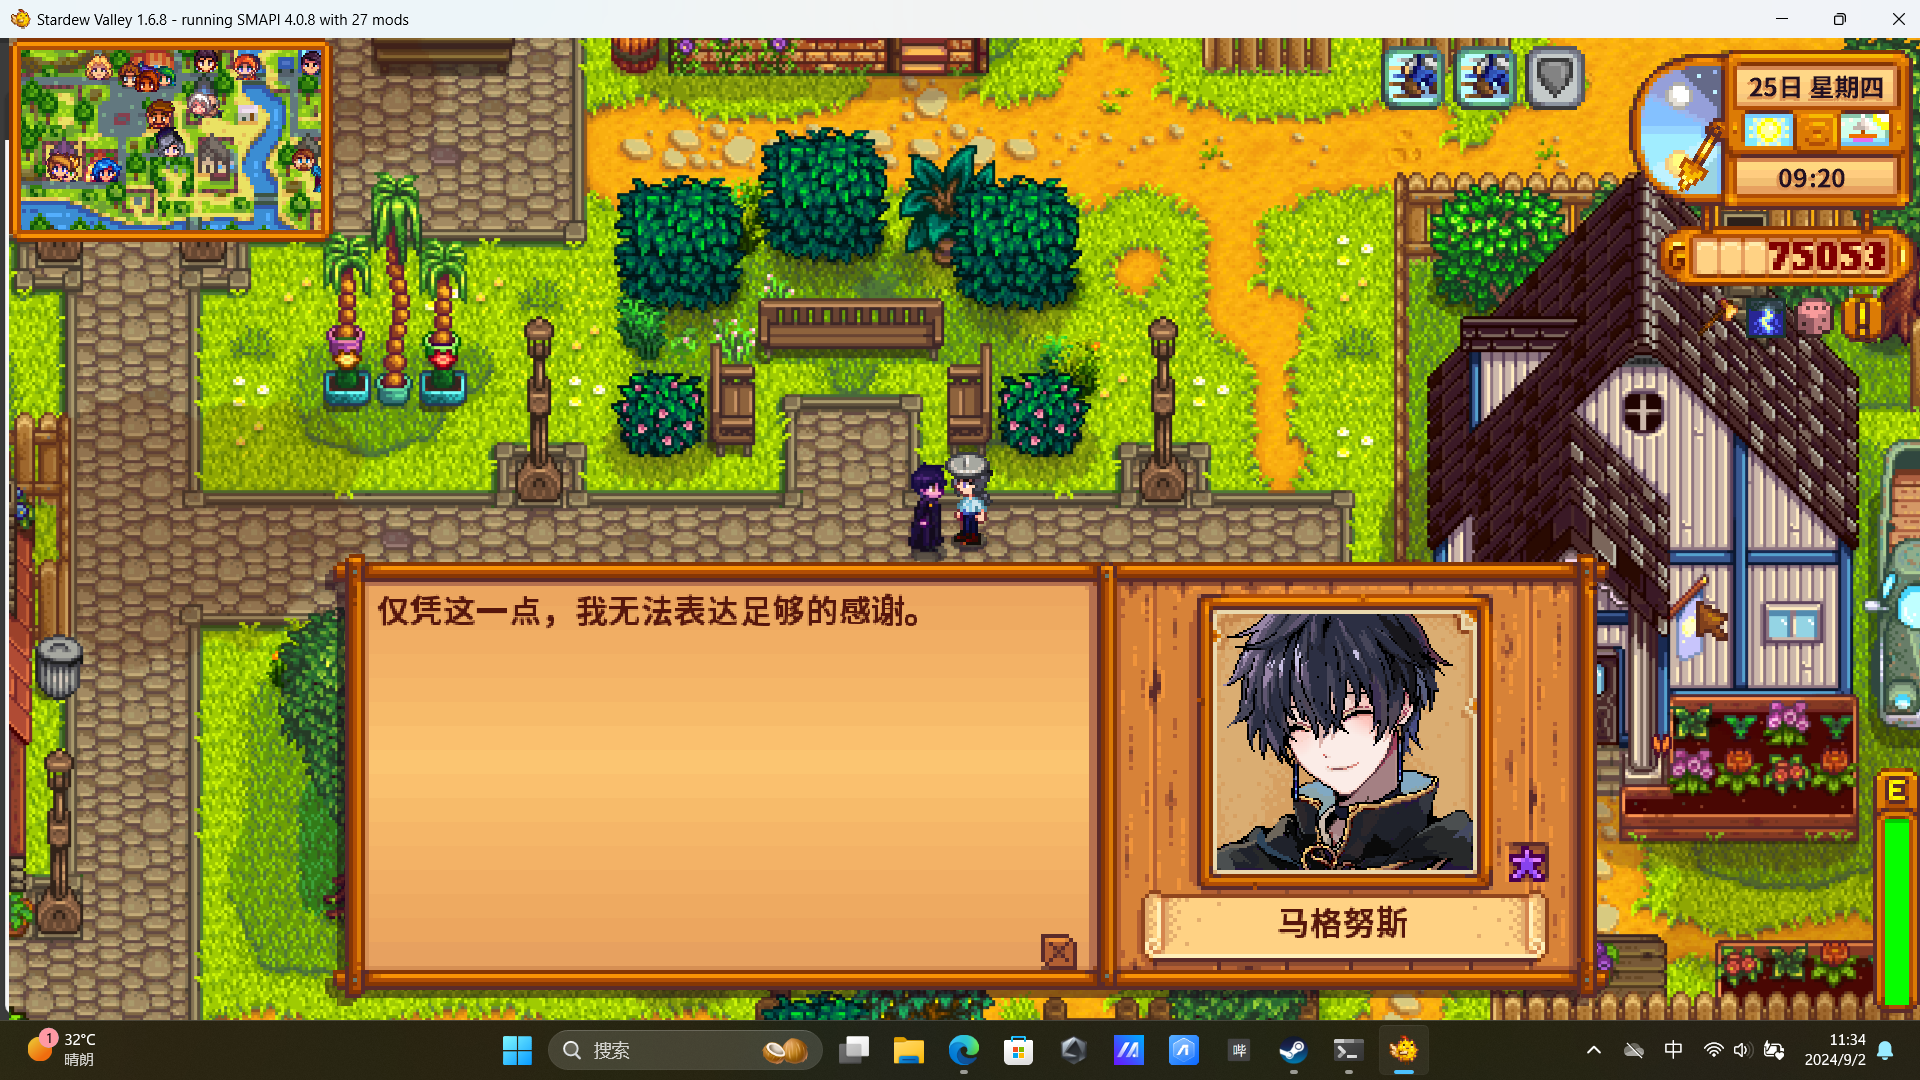 Stardew Valley 1.6.8 - running SMAPI 4.0.8 with 27 mods
25日 星期四
09:20
G 75053
仅凭这一点，我无法表达足够的感谢。
马格努斯
E
1
32°C
晴朗
搜索
哔
中
11:34
2024/9/2